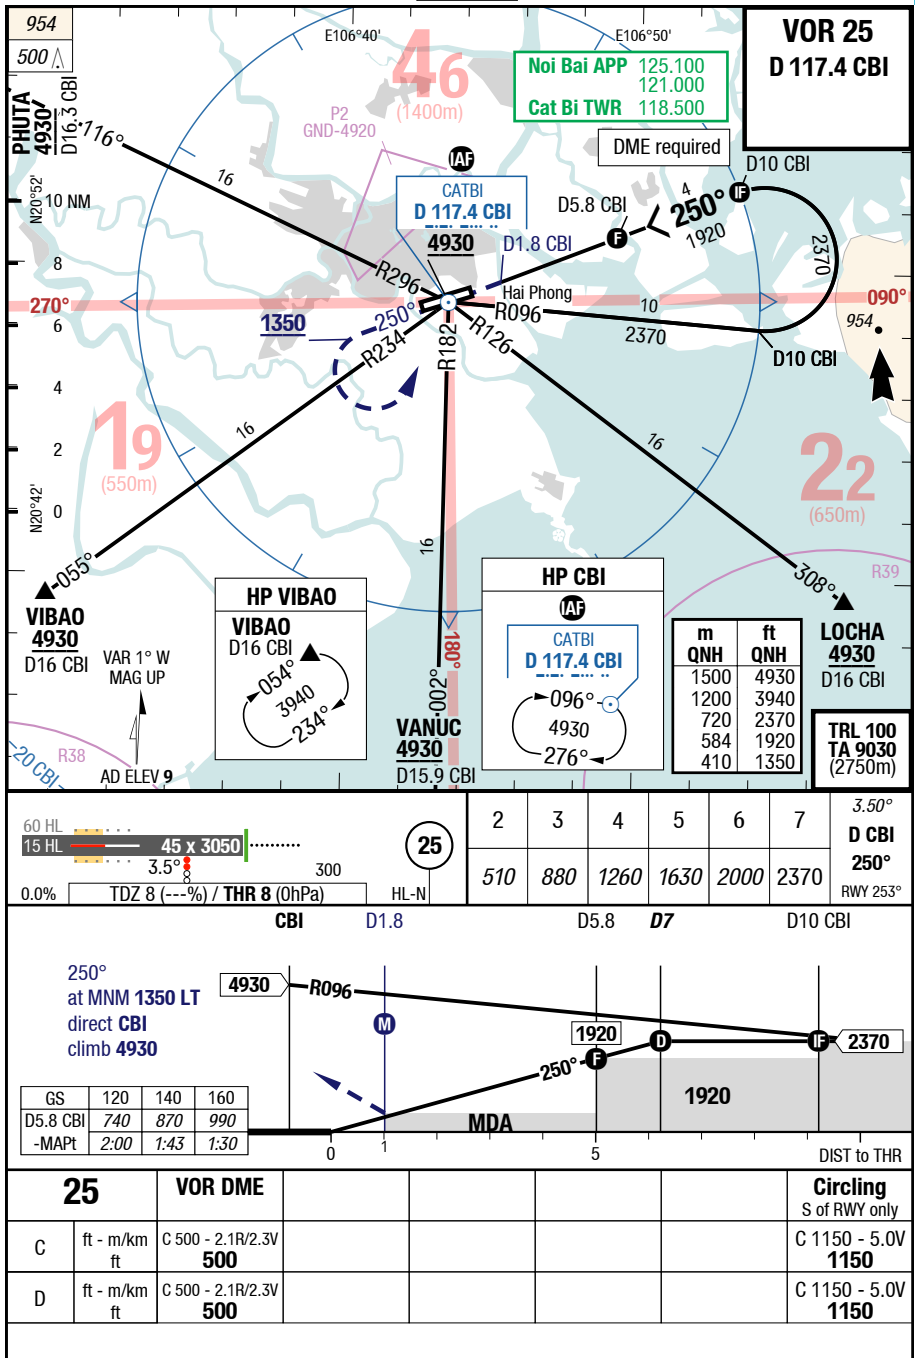 954
500
E106°40'
E106°50'
VOR 25
D 117.4 CBI
Noi Bai APP 125.100
121.000
Cat Bi TWR 118.500
DME required
46
(1400m)
P2
GND-4920
PHUTA
4930
D16.3 CBI
116°
16
IAF
CATBI
D 117.4 CBI
4930
D5.8 CBI
D1.8 CBI
F
4
250°
1920
IF
D10 CBI
2370
N20°52'
10 NM
8
6
4
2
0
N20°42'
R296
270°
090°
Hai Phong
R096
10
2370
D10 CBI
954
1350
250°
R234
R182
R126
16
16
16
19
(550m)
22
(650m)
055°
VIBAO
4930
D16 CBI
308°
LOCHA
4930
D16 CBI
R39
HP VIBAO
VIBAO
D16 CBI
054°
3940
234°
180°
002°
VANUC
4930
D15.9 CBI
HP CBI
IAF
CATBI
D 117.4 CBI
096°
4930
276°
m ft
QNH QNH
1500 4930
1200 3940
720 2370
584 1920
410 1350
TRL 100
TA 9030
(2750m)
VAR 1° W
MAG UP
R38
20 CBI
AD ELEV 9
60 HL
15 HL
45 x 3050
3.5°
300
0.0%
TDZ 8 (---%) / THR 8 (0hPa)
HL-N
25
2 3 4 5 6 7
510 880 1260 1630 2000 2370
3.50°
D CBI
250°
RWY 253°
CBI D1.8 D5.8 D7 D10 CBI
250°
at MNM 1350 LT
direct CBI
climb 4930
4930
R096
M
1920
F
D
IF
2370
250°
1920
MDA
GS 120 140 160
D5.8 CBI 740 870 990
-MAPt 2:00 1:43 1:30
0 1 5 DIST to THR
25 VOR DME Circling
S of RWY only
C ft - m/km C 500 - 2.1R/2.3V C 1150 - 5.0V
ft 500 1150
D ft - m/km C 500 - 2.1R/2.3V C 1150 - 5.0V
ft 500 1150